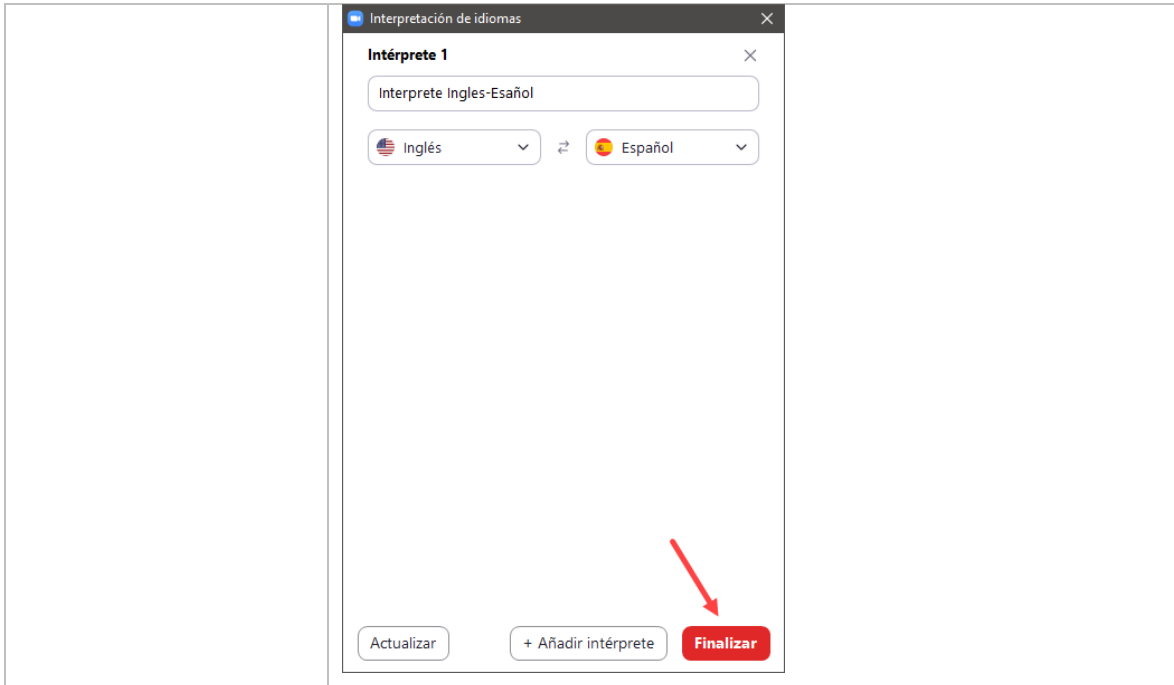 Interpretación de idiomas
Intérprete 1
Interprete Ingles-Esañol
Inglés Español
Actualizar + Añadir intérprete Finalizar